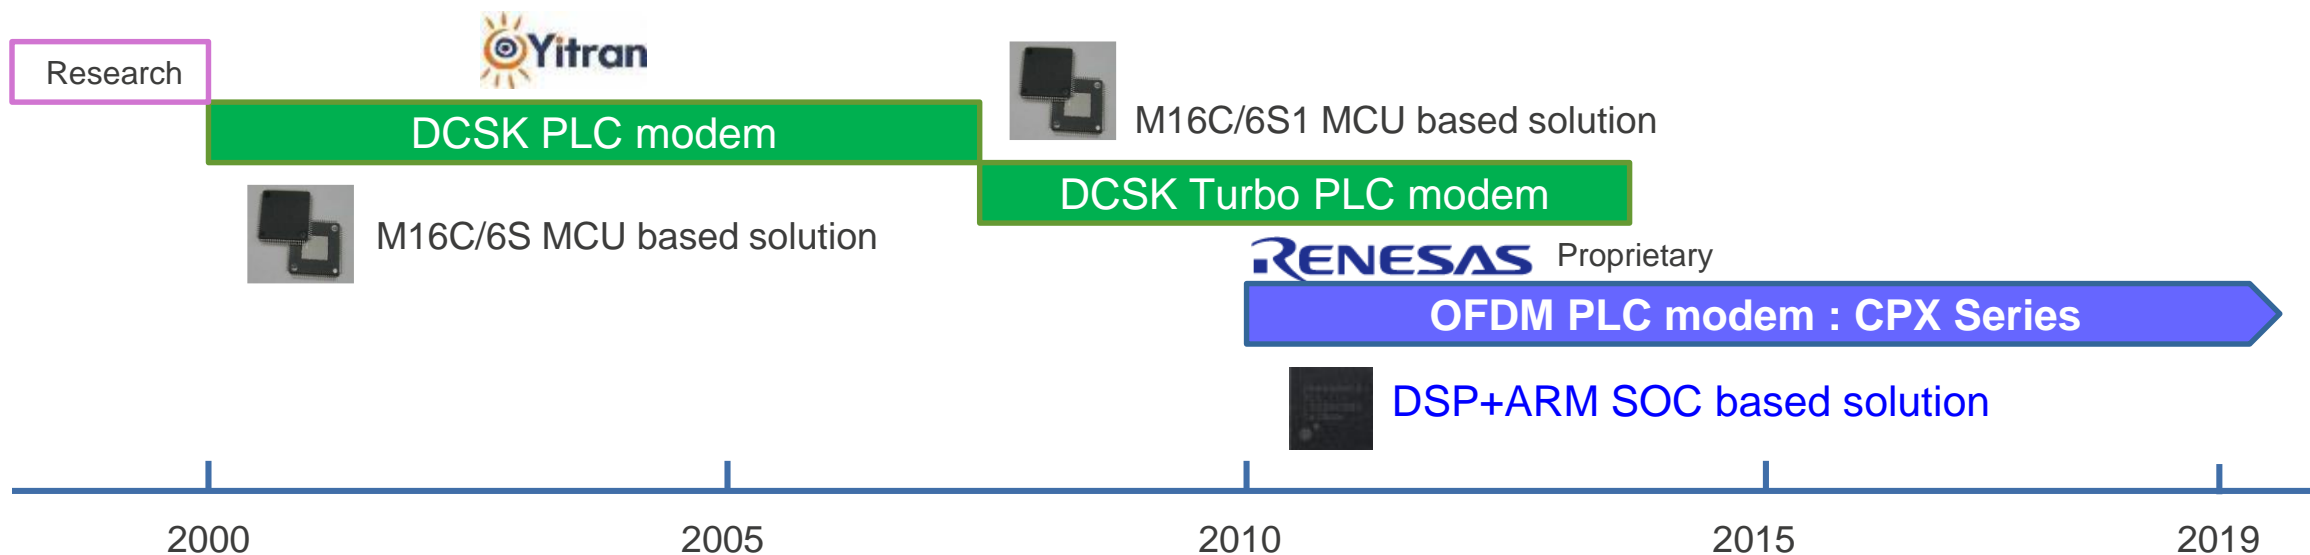 Research
Yitran
DCSK PLC modem
M16C/6S1 MCU based solution
DCSK Turbo PLC modem
M16C/6S MCU based solution
RENESAS Proprietary
OFDM PLC modem : CPX Series
DSP+ARM SOC based solution
2000 2005 2010 2015 2019